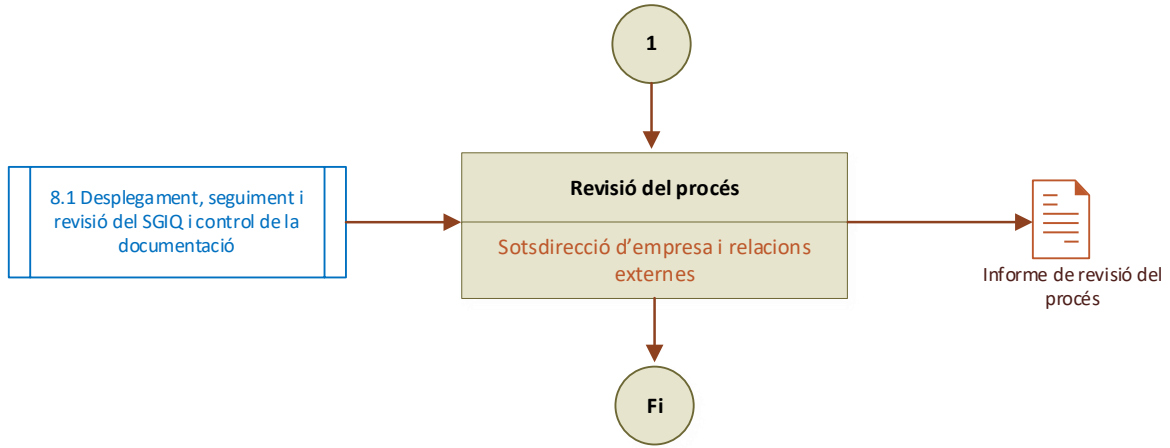 1
8.1 Desplegament, seguiment i
revisió del SGIQ i control de la
documentació
Revisió del procés
Sotsdirecció d’empresa i relacions
externes
Informe de revisió del
procés
Fi